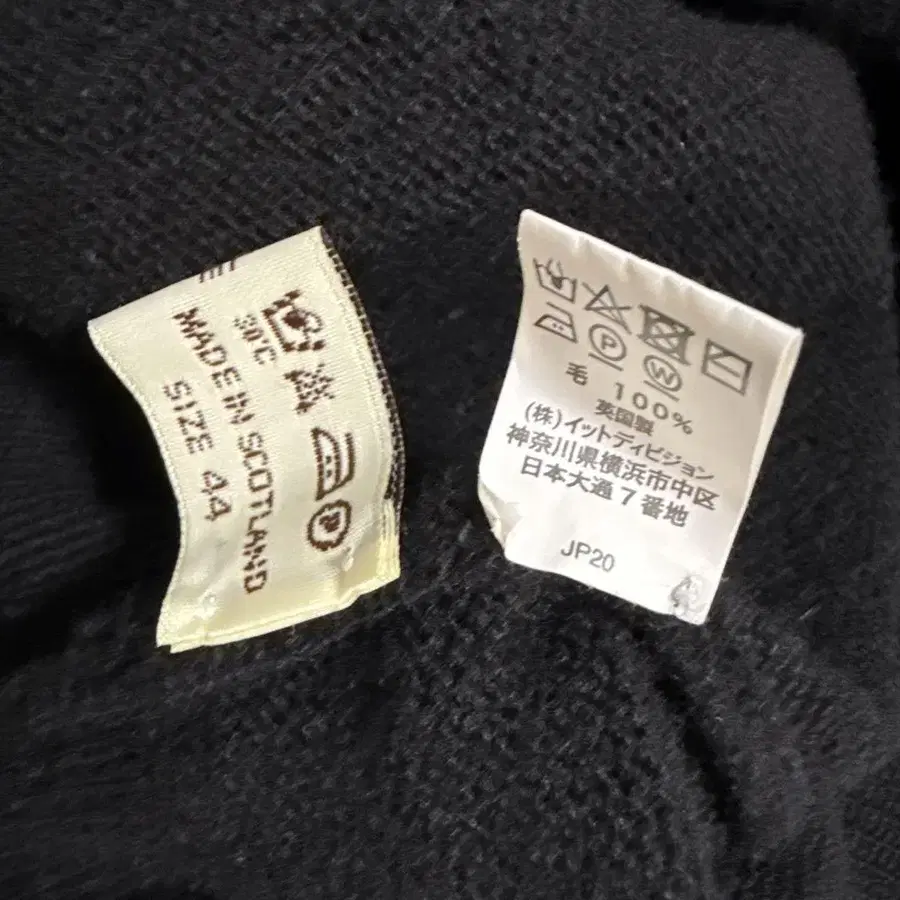 30°C
MADE IN SCOTLAND
SIZE 44
P
W
毛 100%
英国製
(株)イットディビジョン
神奈川県横浜市中区
日本大通7番地
JP20